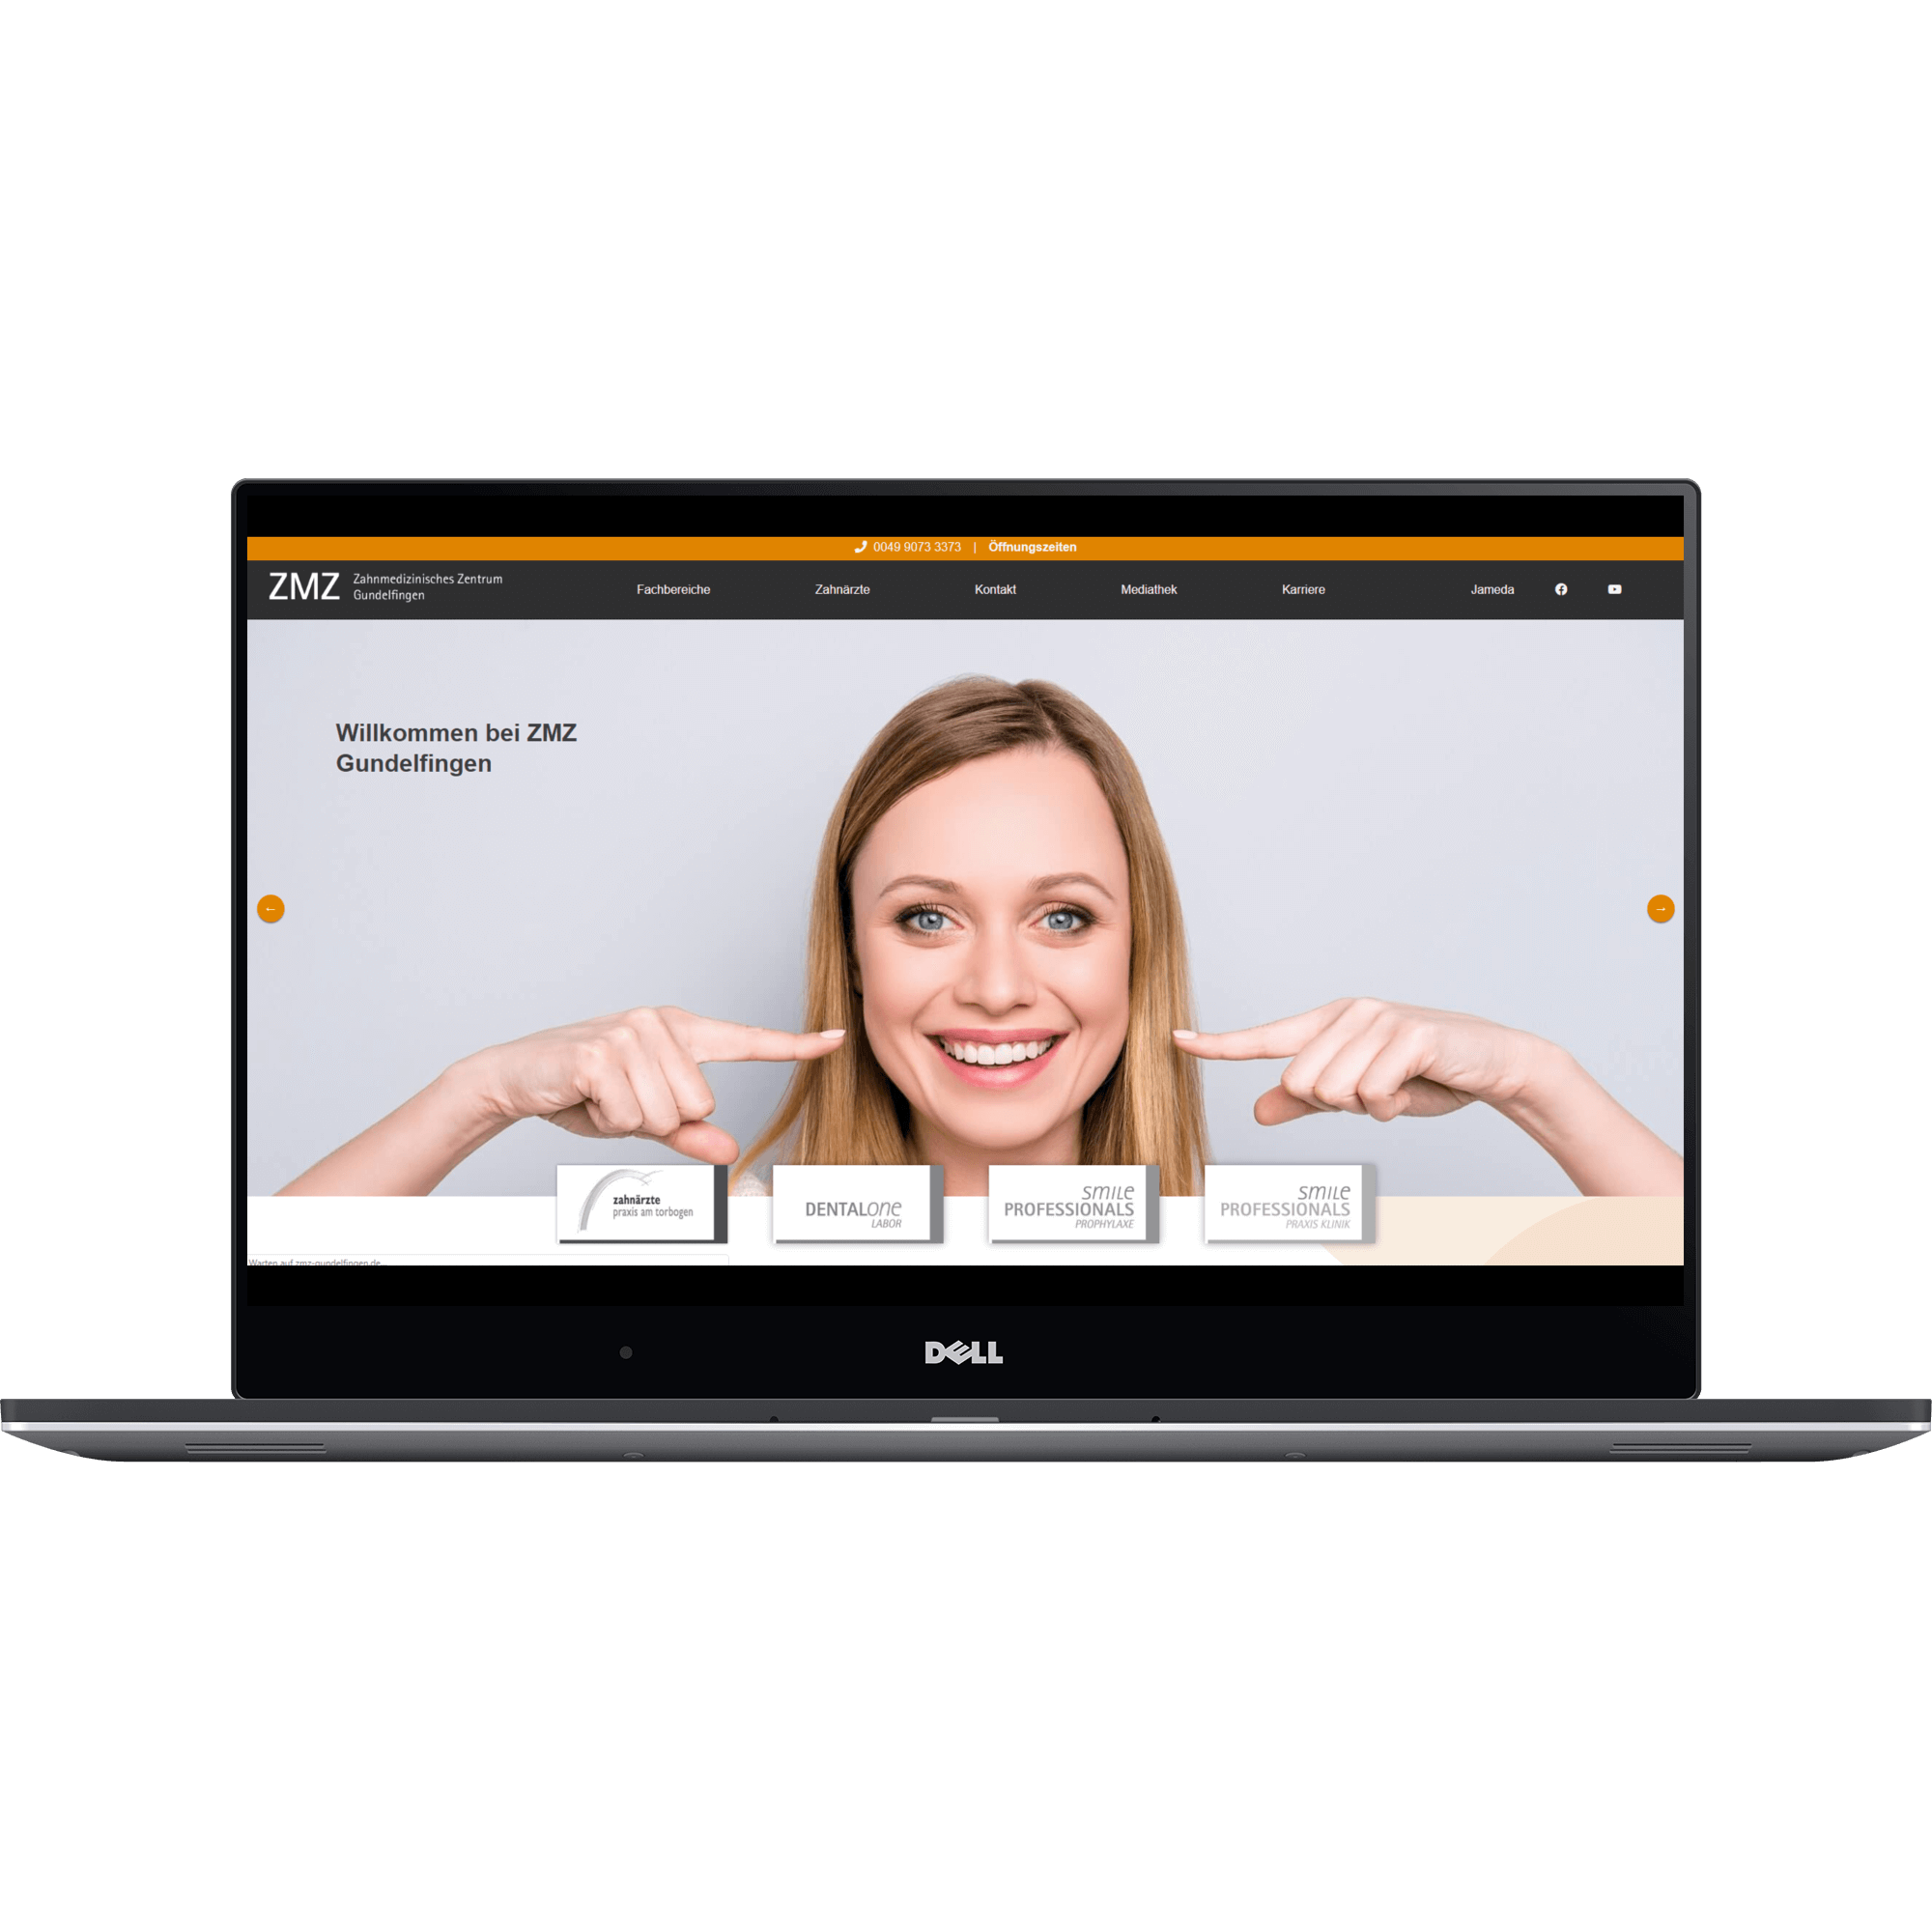 0049 9073 3373 | Öffnungszeiten
ZMZ Zahnmedizinisches Zentrum
Gundelfingen
Fachbereiche Zahnärzte Kontakt Mediathek Karriere Jameda
Willkommen bei ZMZ
Gundelfingen
← →
zahnärzte
praxis am torbogen
DENTALone
LABOR
smile
PROFESSIONALS
PROPHYLAXE
smile
PROFESSIONALS
PRAXIS KLINIK
Warten auf zmz-gundelfingen.de
DELL